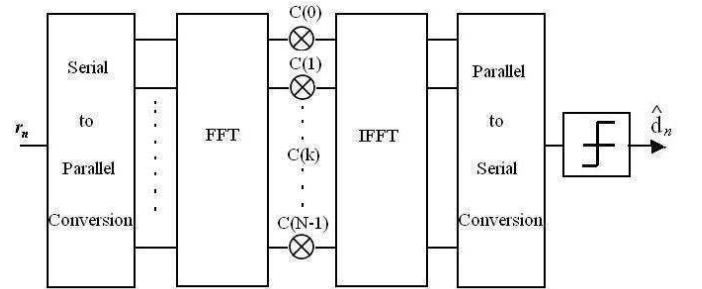 r_n
Serial
to
Parallel
Conversion
FFT
C(0)
C(1)
C(k)
C(N-1)
IFFT
Parallel
to
Serial
Conversion
d̂_n